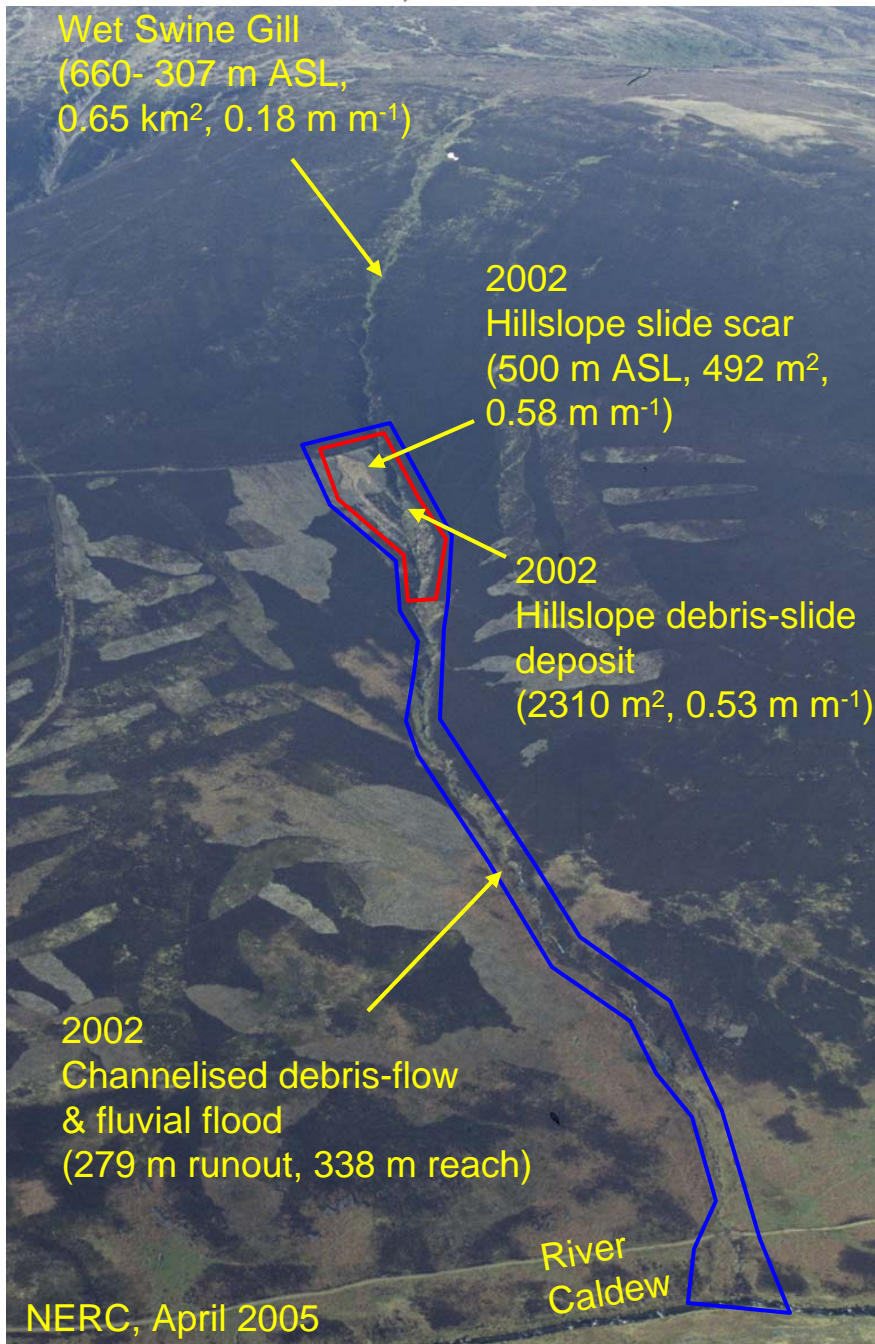 Wet Swine Gill
(660- 307 m ASL,
0.65 km², 0.18 m m⁻¹)
2002
Hillslope slide scar
(500 m ASL, 492 m²,
0.58 m m⁻¹)
2002
Hillslope debris-slide
deposit
(2310 m², 0.53 m m⁻¹)
2002
Channelised debris-flow
& fluvial flood
(279 m runout, 338 m reach)
River
Caldew
NERC, April 2005